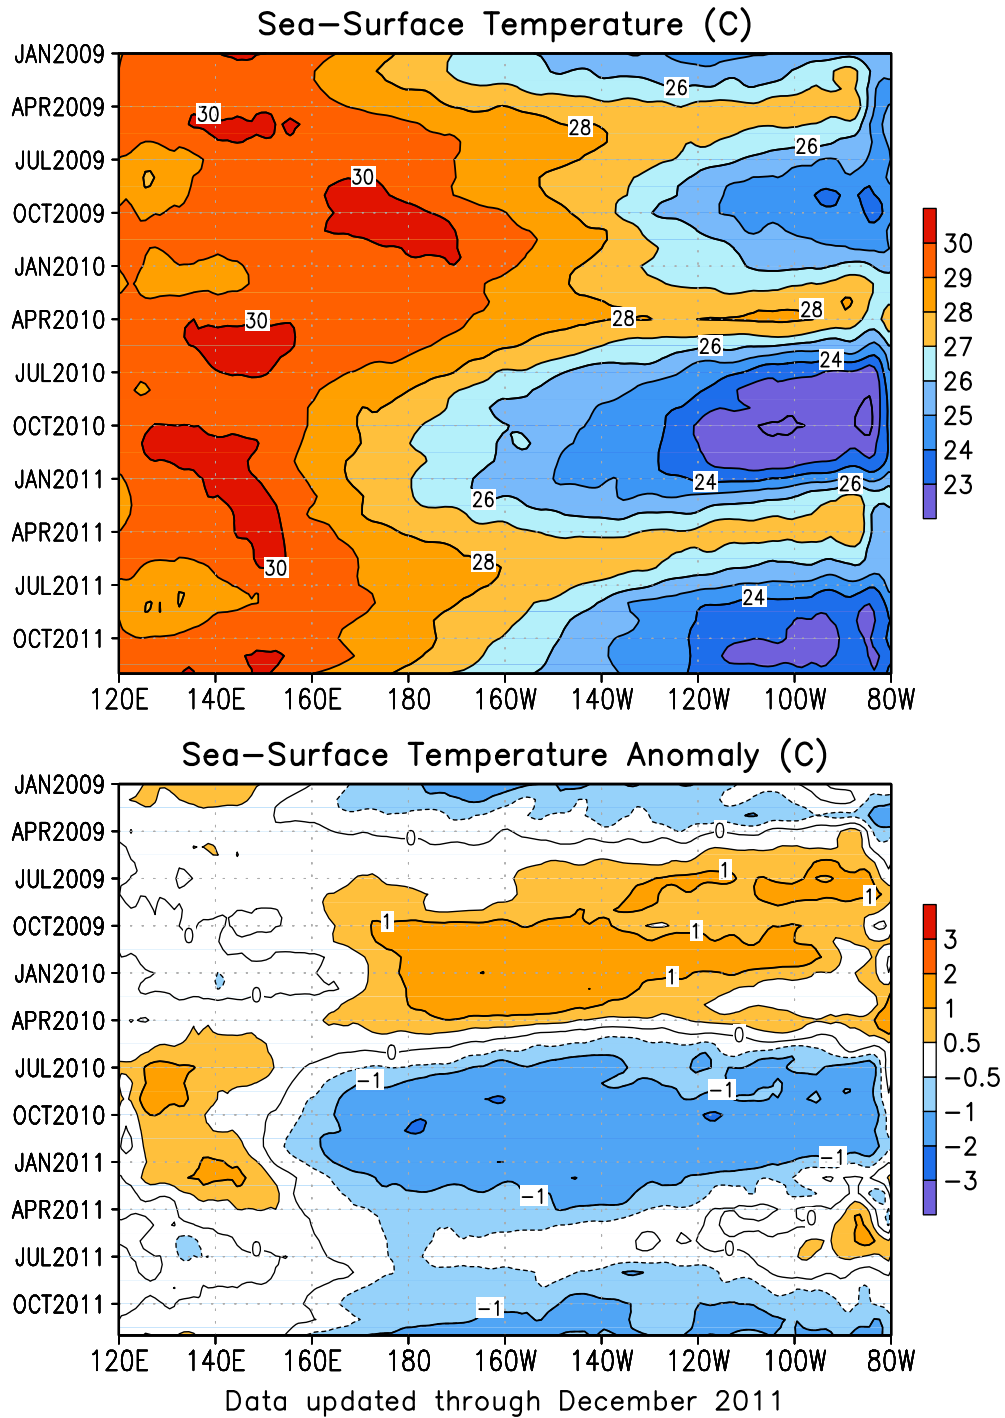 Sea-Surface Temperature (C)
JAN2009
APR2009
JUL2009
OCT2009
JAN2010
APR2010
JUL2010
OCT2010
JAN2011
APR2011
JUL2011
OCT2011
26
30
28
26
30
30
28
28
26
24
24
26
26
28
30
24
30
29
28
27
26
25
24
23
120E 140E 160E 180 160W 140W 120W 100W 80W
Sea-Surface Temperature Anomaly (C)
JAN2009
APR2009
JUL2009
OCT2009
JAN2010
APR2010
JUL2010
OCT2010
JAN2011
APR2011
JUL2011
OCT2011
0
0
1
1
1
1
0
1
0
0
0
-1
-1
-1
-1
0
0
0
-1
3
2
1
0.5
-0.5
-1
-2
-3
120E 140E 160E 180 160W 140W 120W 100W 80W
Data updated through December 2011